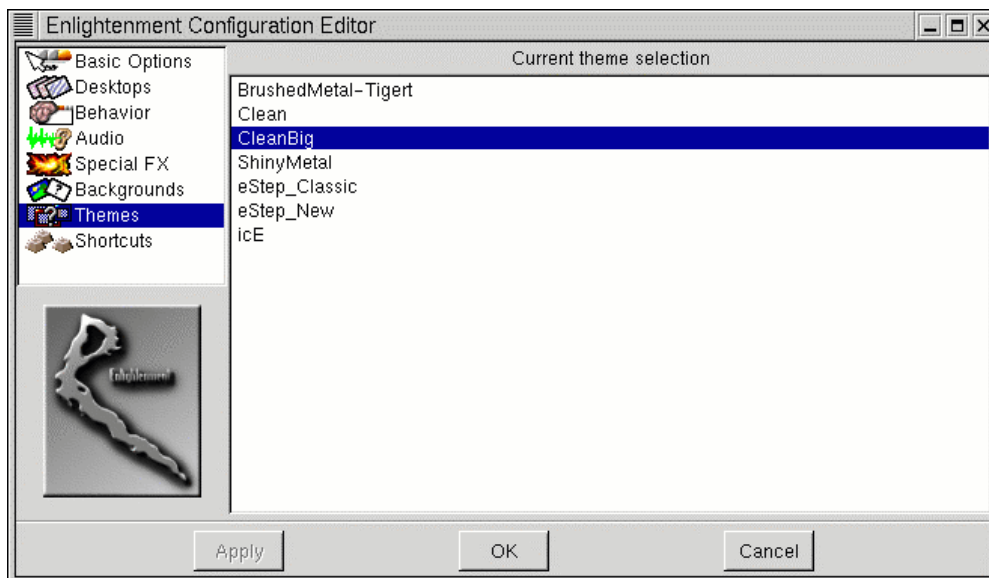 Enlightenment Configuration Editor
Basic Options
Desktops
Behavior
Audio
Special FX
Backgrounds
Themes
Shortcuts
Enlightenment
Current theme selection
BrushedMetal-Tigert
Clean
CleanBig
ShinyMetal
eStep_Classic
eStep_New
icE
Apply
OK
Cancel